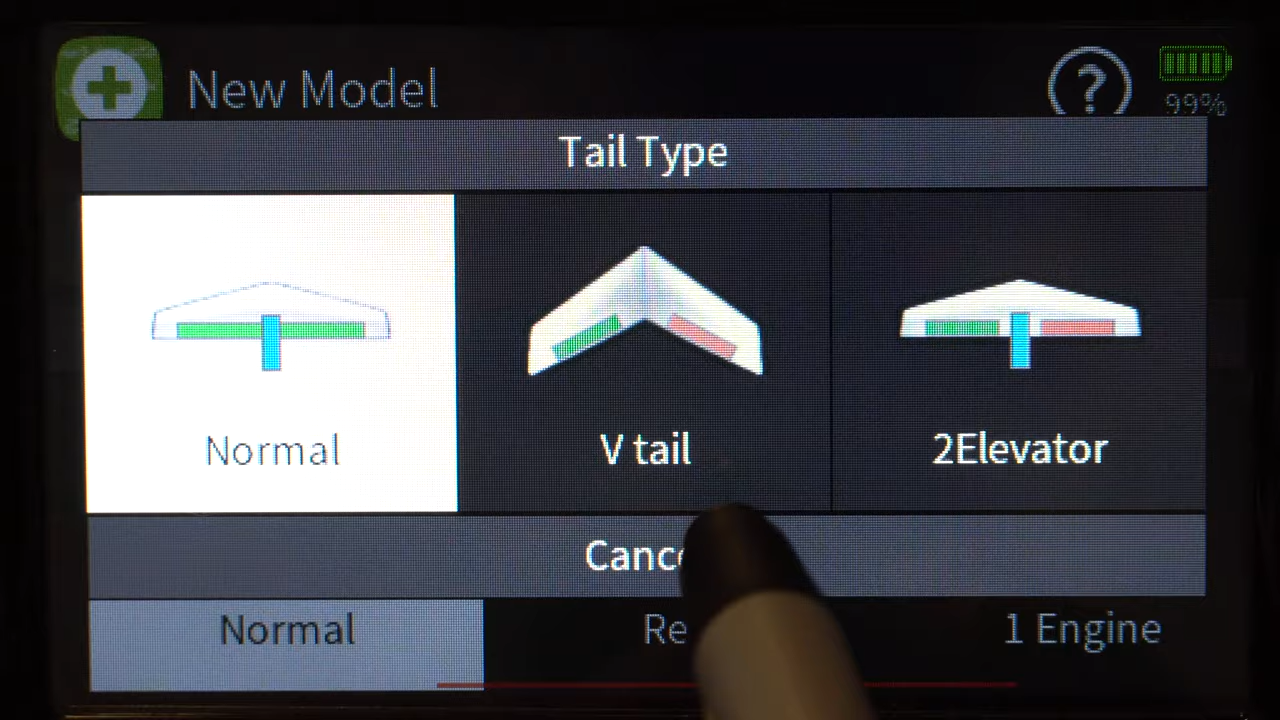 New Model
99%
Tail Type
Normal
V tail
2Elevator
Normal
1 Engine